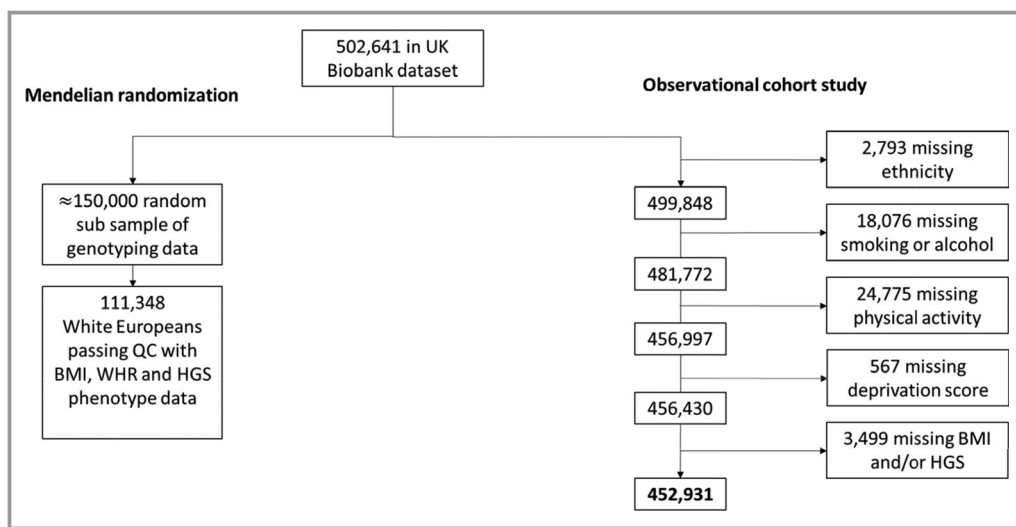 502,641 in UK
Biobank dataset
Mendelian randomization
Observational cohort study
≈150,000 random
sub sample of
genotyping data
111,348
White Europeans
passing QC with
BMI, WHR and HGS
phenotype data
2,793 missing
ethnicity
499,848
18,076 missing
smoking or alcohol
481,772
24,775 missing
physical activity
456,997
567 missing
deprivation score
456,430
3,499 missing BMI
and/or HGS
452,931